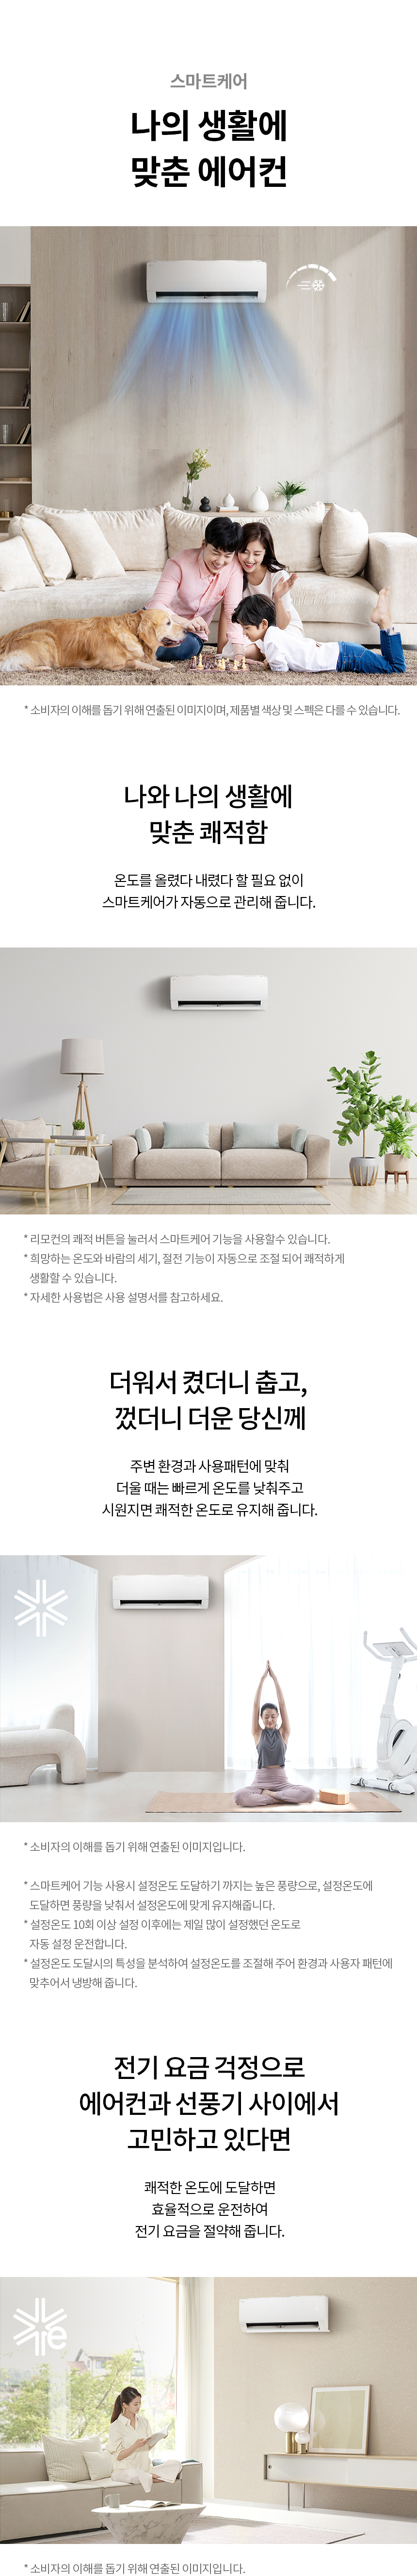 스마트케어
나의 생활에
맞춘 에어컨
* 소비자의 이해를 돕기 위해 연출된 이미지이며, 제품별 색상 및 스펙은 다를 수 있습니다.
나와 나의 생활에
맞춘 쾌적함
온도를 올렸다 내렸다 할 필요 없이
스마트케어가 자동으로 관리해 줍니다.
* 리모컨의 쾌적 버튼을 눌러서 스마트케어 기능을 사용할수 있습니다.
* 희망하는 온도와 바람의 세기, 절전 기능이 자동으로 조절 되어 쾌적하게
생활할 수 있습니다.
* 자세한 사용법은 사용 설명서를 참고하세요.
더워서 켰더니 춥고,
껐더니 더운 당신께
주변 환경과 사용패턴에 맞춰
더울 때는 빠르게 온도를 낮춰주고
시원지면 쾌적한 온도로 유지해 줍니다.
* 소비자의 이해를 돕기 위해 연출된 이미지입니다.
* 스마트케어 기능 사용시 설정온도 도달하기 까지는 높은 풍량으로, 설정온도에
도달하면 풍량을 낮춰서 설정온도에 맞게 유지해줍니다.
* 설정온도 10회 이상 설정 이후에는 제일 많이 설정했던 온도로
자동 설정 운전합니다.
* 설정온도 도달시의 특성을 분석하여 설정온도를 조절해 주어 환경과 사용자 패턴에
맞추어서 냉방해 줍니다.
전기 요금 걱정으로
에어컨과 선풍기 사이에서
고민하고 있다면
쾌적한 온도에 도달하면
효율적으로 운전하여
전기 요금을 절약해 줍니다.
e
* 소비자의 이해를 돕기 위해 연출된 이미지입니다.